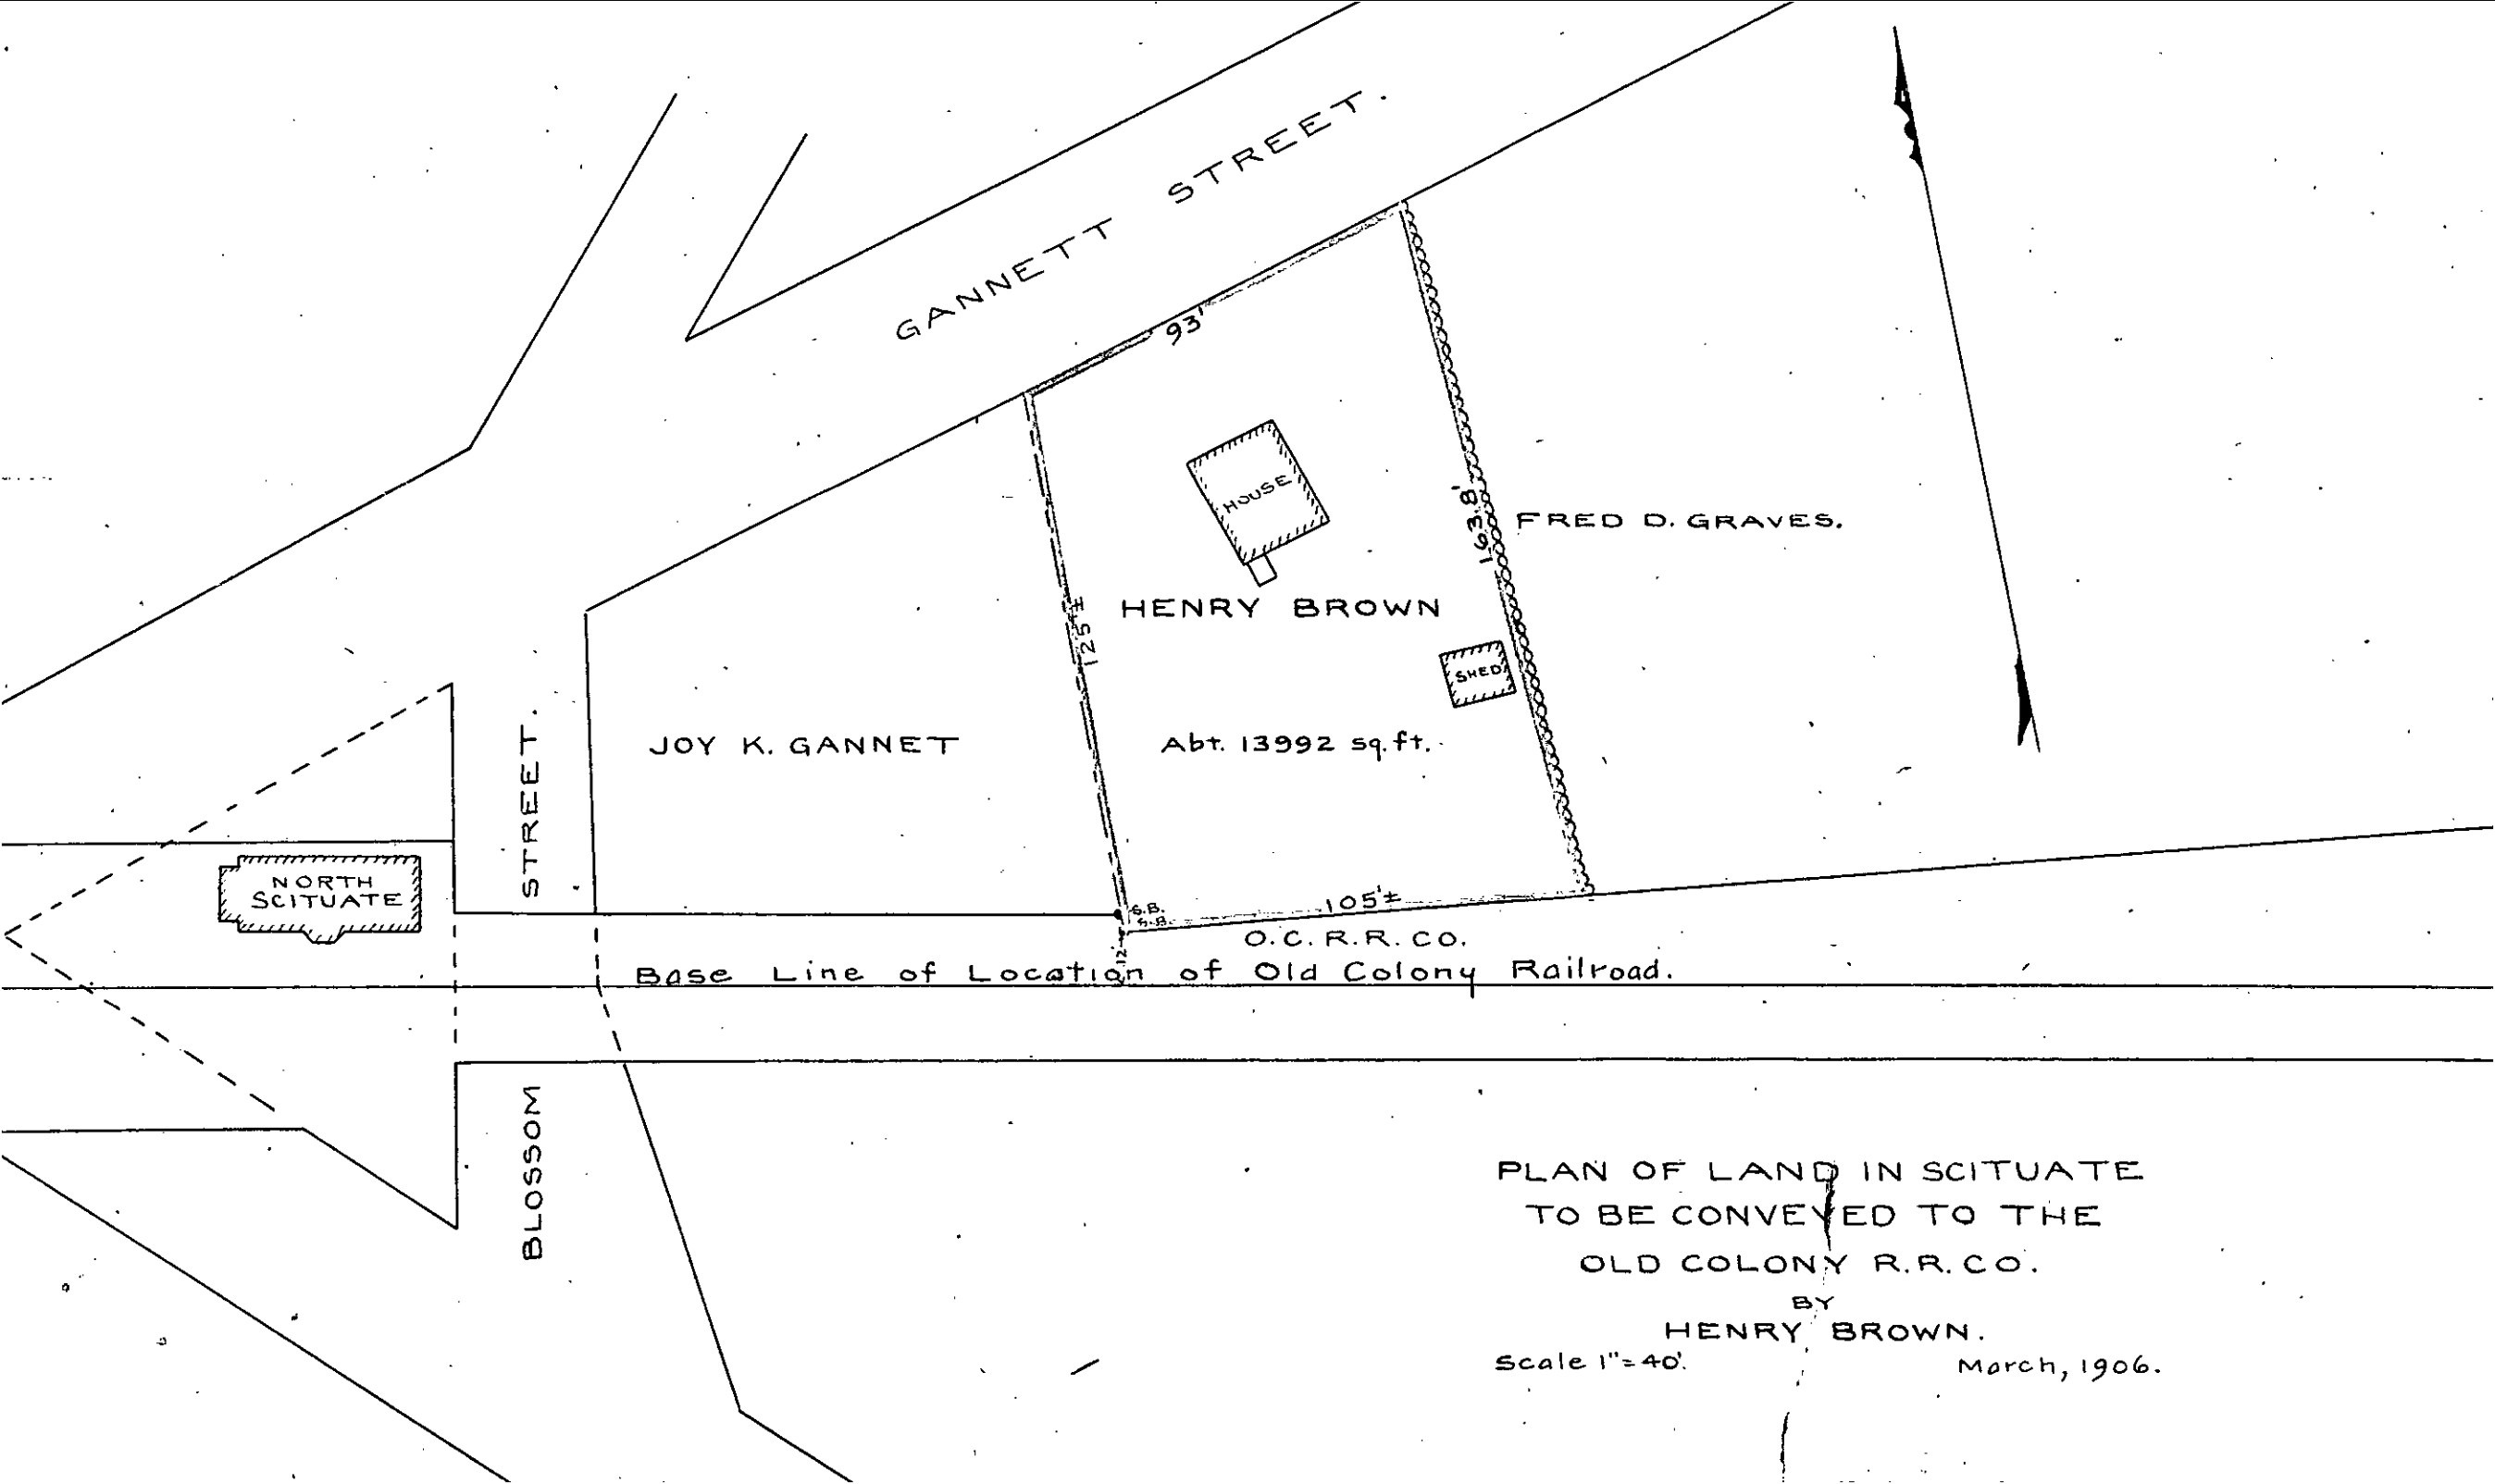 GANNETT STREET.
93'
HOUSE
163.8'
FRED D. GRAVES.
HENRY BROWN
125'±
SHED
STREET.
JOY K. GANNET
Abt. 13992 sq.ft.
NORTH
SCITUATE
S.B.
S.B.
105'±
O.C.R.R.CO.
Base Line of Location of Old Colony Railroad.
BLOSSOM
PLAN OF LAND IN SCITUATE
TO BE CONVEYED TO THE
OLD COLONY R.R.CO.
BY
HENRY BROWN.
Scale 1"=40'.
March, 1906.